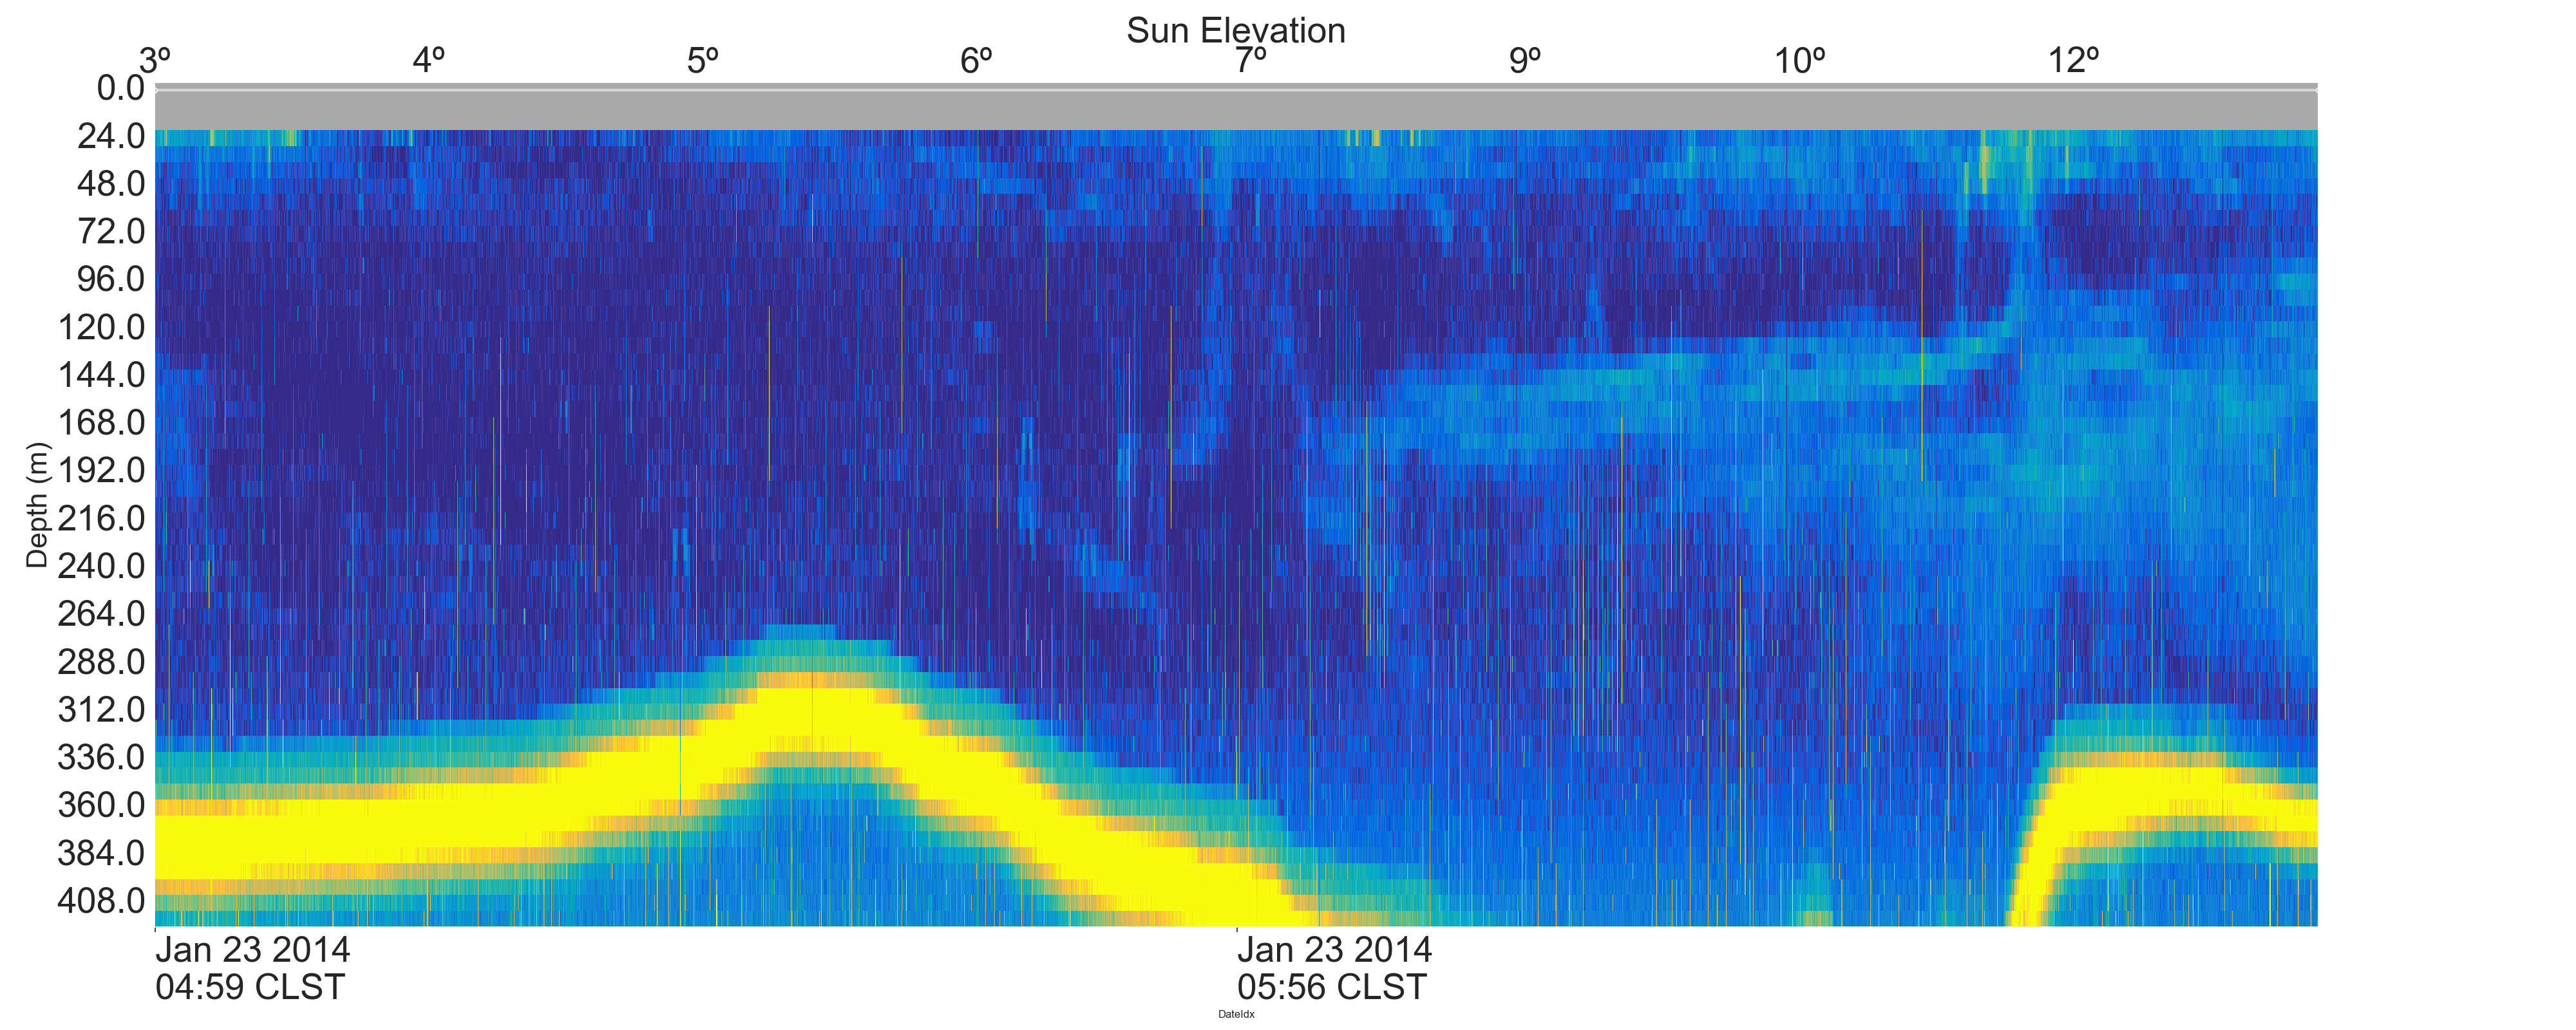 Sun Elevation
3º 4º 5º 6º 7º 9º 10º 12º
0.0
24.0
48.0
72.0
96.0
120.0
144.0
168.0
192.0
216.0
240.0
264.0
288.0
312.0
336.0
360.0
384.0
408.0
Depth (m)
Jan 23 2014
04:59 CLST
Jan 23 2014
05:56 CLST
DateIdx